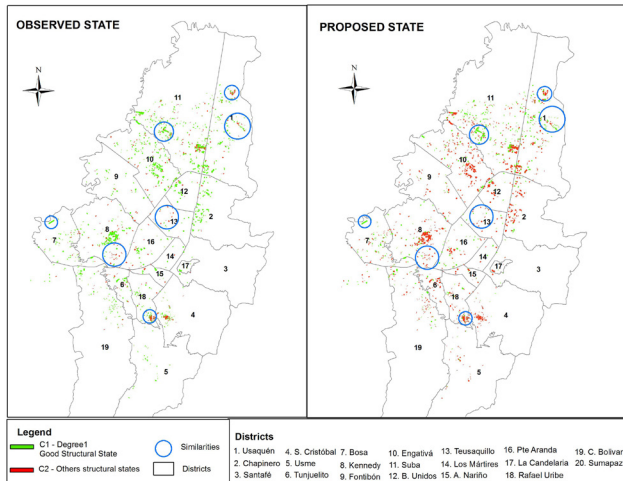 OBSERVED STATE
PROPOSED STATE
N
11
1
10
9
12
2
13
7
8
16
14
17
3
15
6
18
4
19
5
N
11
1
10
9
12
2
13
7
8
16
14
17
3
15
6
18
4
19
5
Legend
C1 - Degree1
Good Structural State
C2 - Others structural states
Similarities
Districts
Districts
1. Usaquén 4. S. Cristóbal 7. Bosa 10. Engativá 13. Teusaquillo 16. Pte Aranda 19. C. Bolivar
2. Chapinero 5. Usme 8. Kennedy 11. Suba 14. Los Mártires 17. La Candelaria 20. Sumapaz
3. Santafé 6. Tunjuelito 9. Fontibón 12. B. Unidos 15. A. Nariño 18. Rafael Uribe